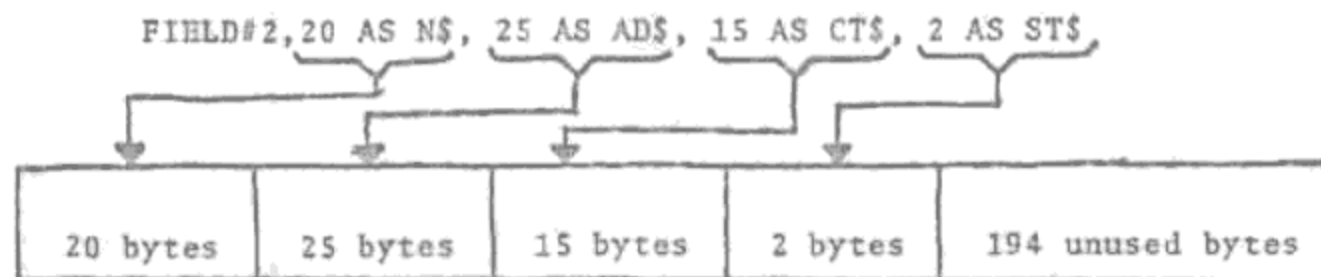 FIELD#2,20 AS N$, 25 AS AD$, 15 AS CT$, 2 AS ST$,
20 bytes 25 bytes 15 bytes 2 bytes 194 unused bytes